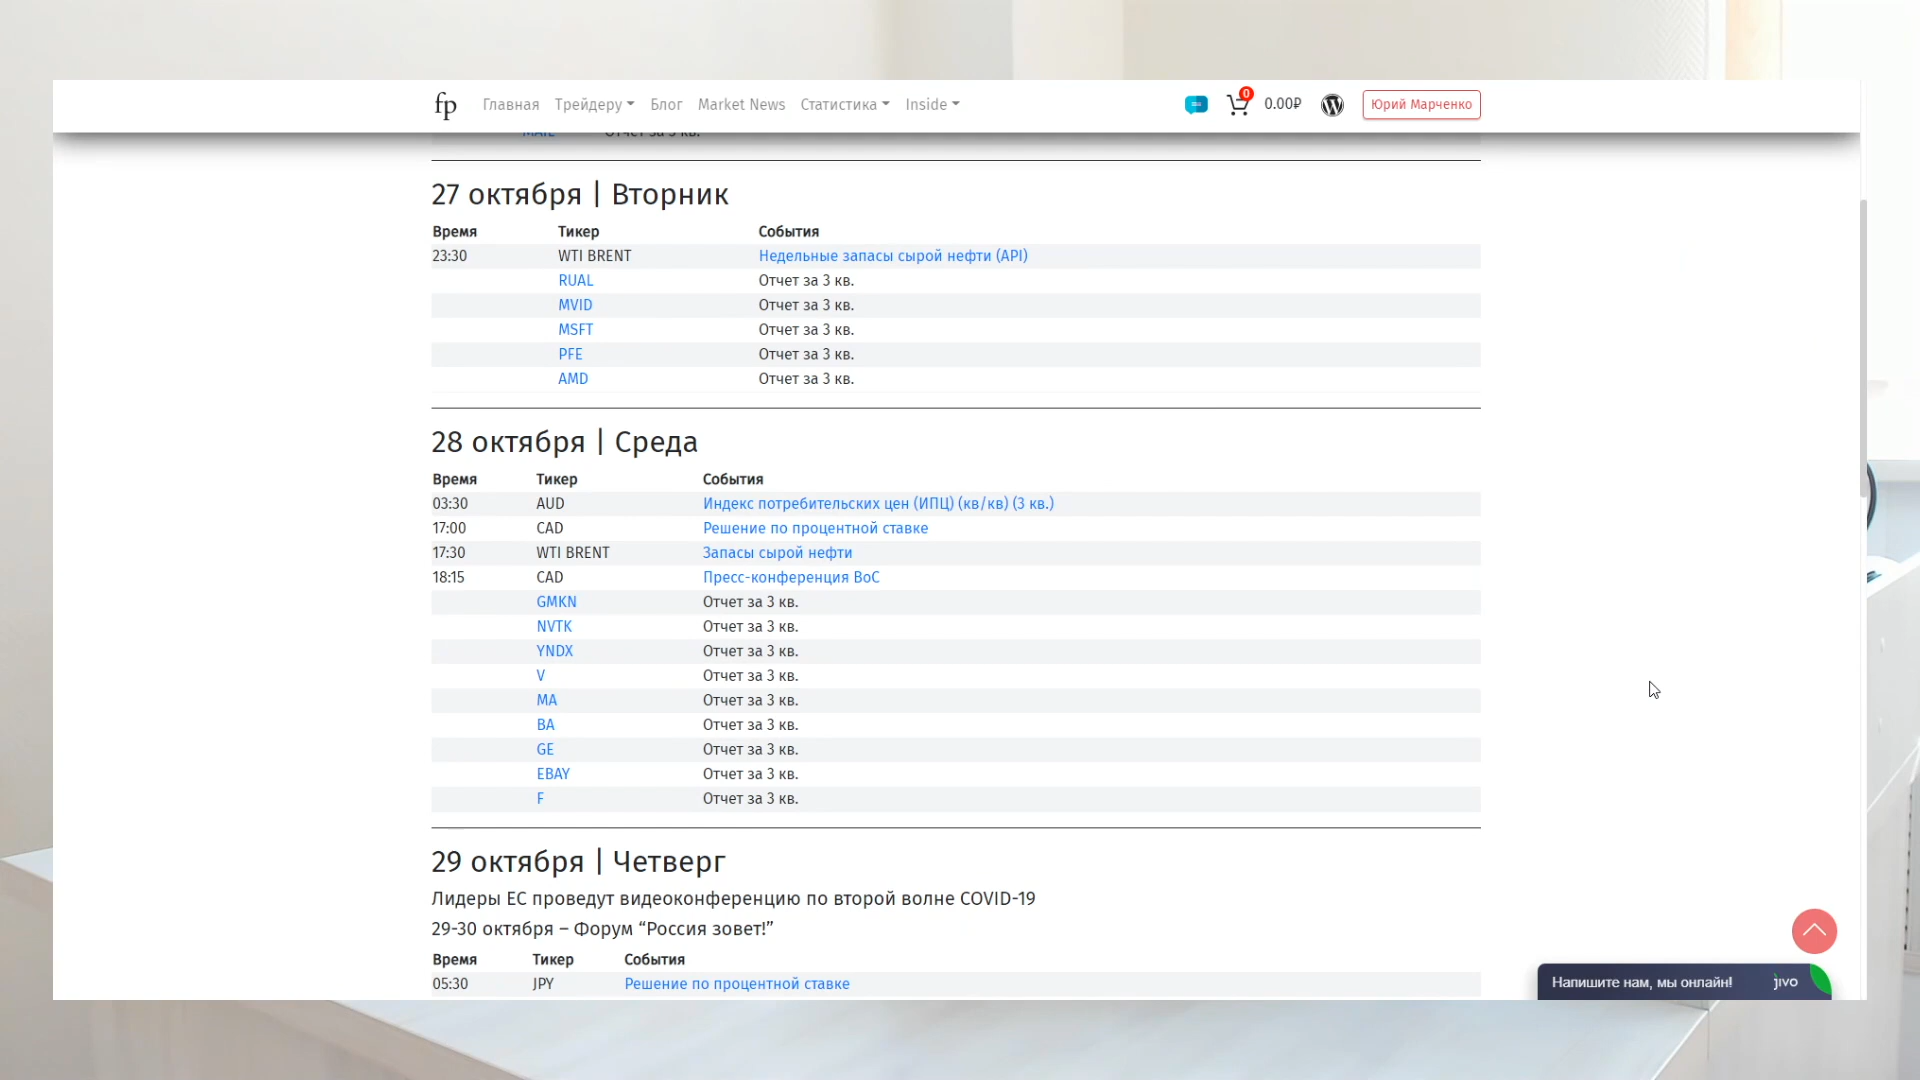 fp Главная Трейдеру Блог Market News Статистика Inside 0 0.00₽ Юрий Марченко
MAIL Отчет за 3 кв.
27 октября | Вторник
Время Тикер События
23:30 WTI BRENT Недельные запасы сырой нефти (API)
RUAL Отчет за 3 кв.
MVID Отчет за 3 кв.
MSFT Отчет за 3 кв.
PFE Отчет за 3 кв.
AMD Отчет за 3 кв.
28 октября | Среда
Время Тикер События
03:30 AUD Индекс потребительских цен (ИПЦ) (кв/кв) (3 кв.)
17:00 CAD Решение по процентной ставке
17:30 WTI BRENT Запасы сырой нефти
18:15 CAD Пресс-конференция BoC
GMKN Отчет за 3 кв.
NVTK Отчет за 3 кв.
YNDX Отчет за 3 кв.
V Отчет за 3 кв.
MA Отчет за 3 кв.
BA Отчет за 3 кв.
GE Отчет за 3 кв.
EBAY Отчет за 3 кв.
F Отчет за 3 кв.
29 октября | Четверг
Лидеры ЕС проведут видеоконференцию по второй волне COVID-19
29-30 октября – Форум “Россия зовет!”
Время Тикер События
05:30 JPY Решение по процентной ставке
Напишите нам, мы онлайн! jivo